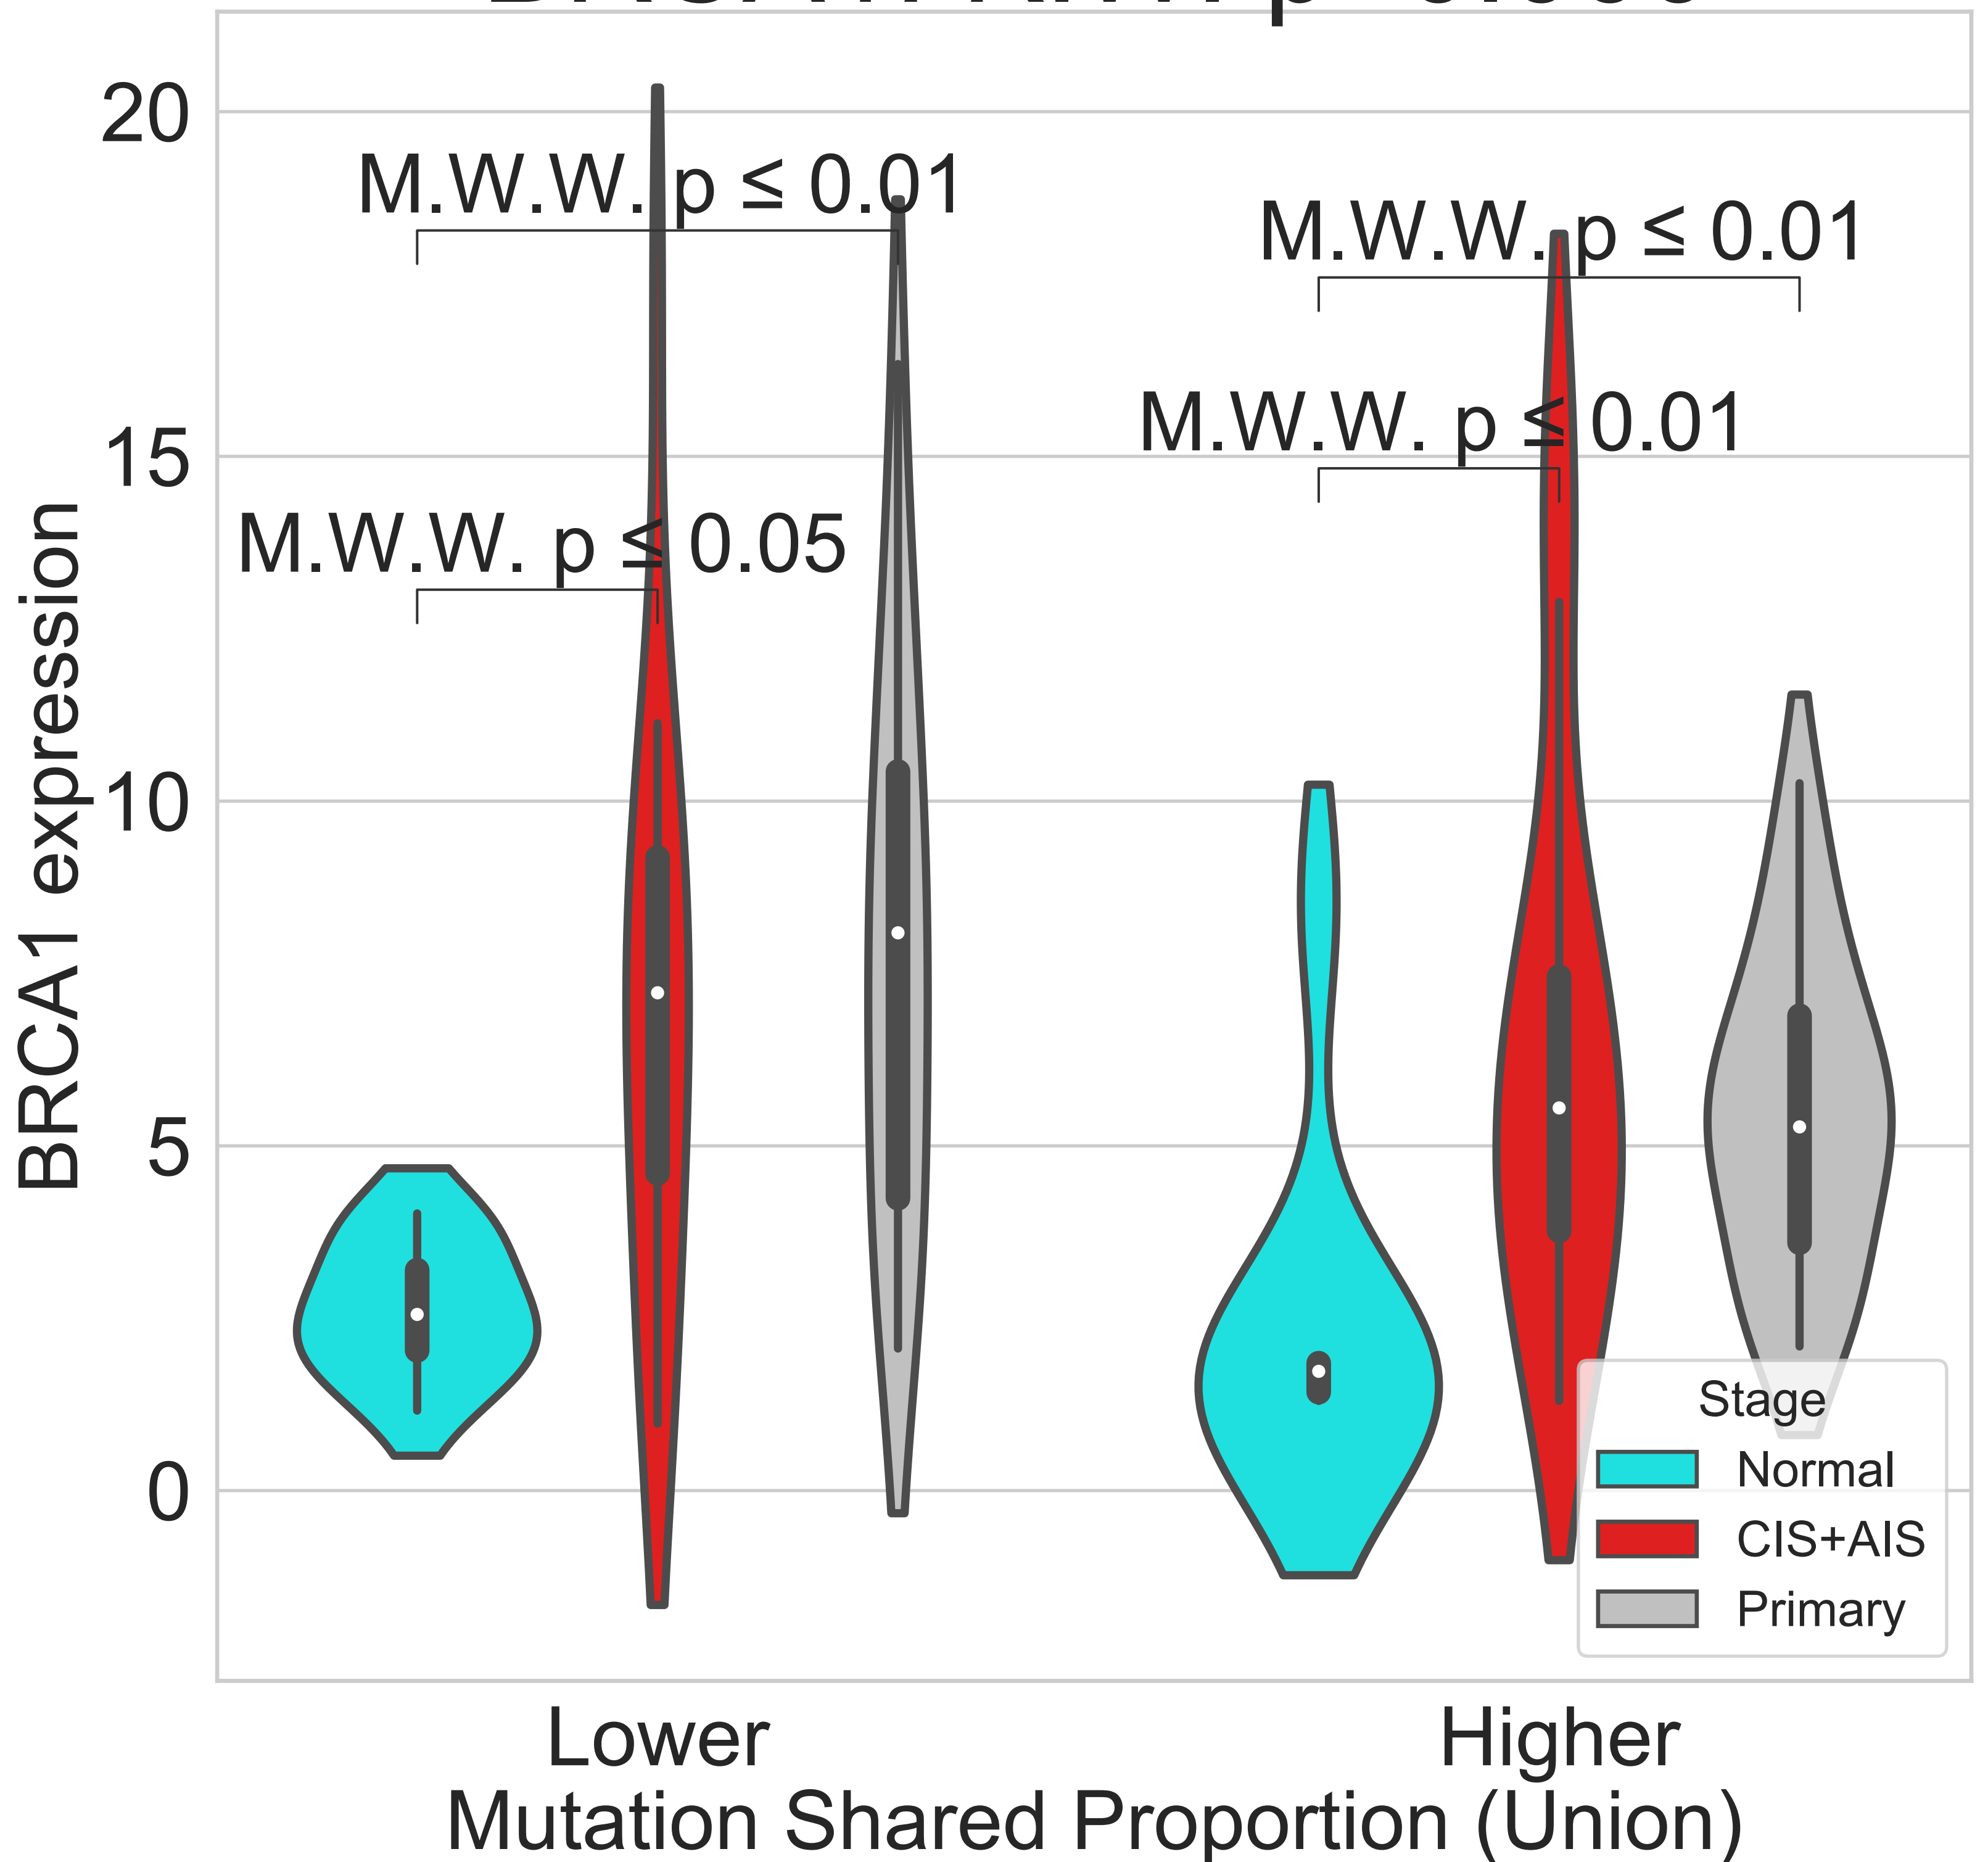 20
M.W.W. p ≤ 0.01
M.W.W. p ≤ 0.01
15
M.W.W. p ≤ 0.01
M.W.W. p ≤ 0.05
10
5
0
BRCA1 expression
Stage
Normal
CIS+AIS
Primary
Lower
Higher
Mutation Shared Proportion (Union)